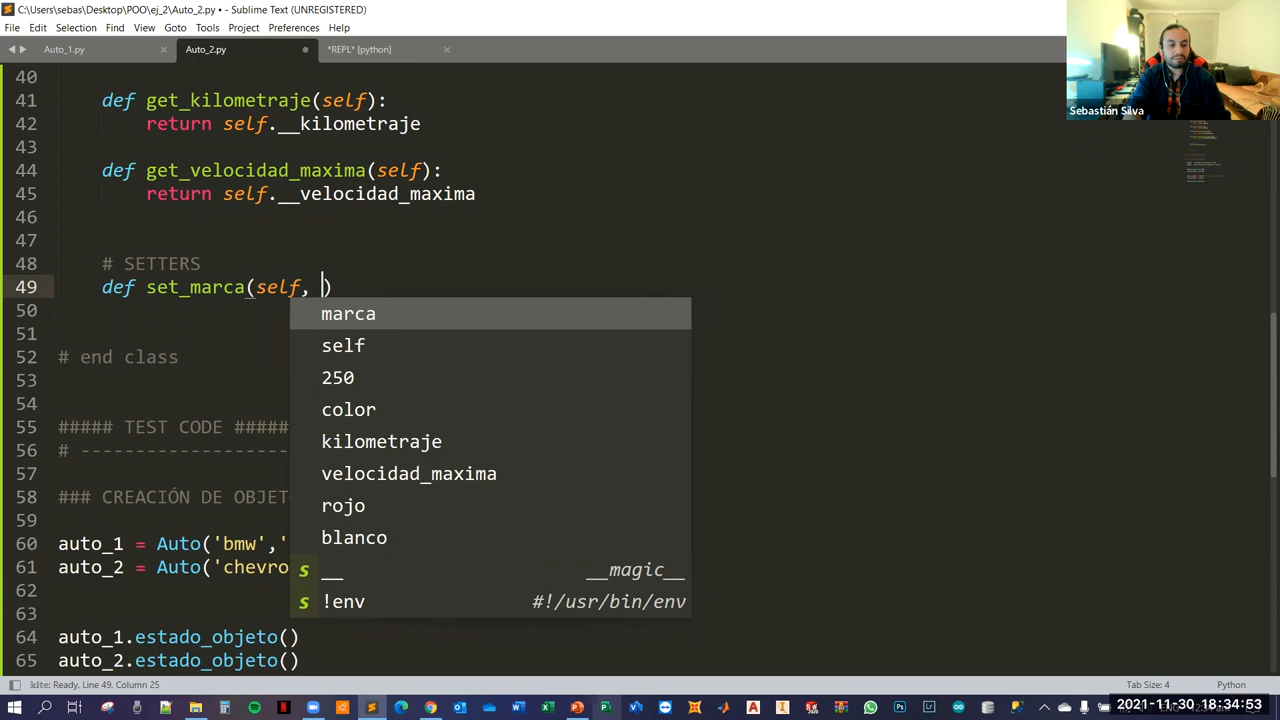 C:\Users\sebas\Desktop\POO\ej_2\Auto_2.py • - Sublime Text (UNREGISTERED)
File Edit Selection Find View Goto Tools Project Preferences Help
Auto_1.py × Auto_2.py *REPL* [python] ×
Sebastián Silva
40
41 def get_kilometraje(self):
42 return self.__kilometraje
43
44 def get_velocidad_maxima(self):
45 return self.__velocidad_maxima
46
47
48 # SETTERS
49 def set_marca(self, )
50
marca
51
self
52 # end class
53
250
54
color
55 ##### TEST CODE #####
kilometraje
56 # -------------------
57
velocidad_maxima
58 ### CREACIÓN DE OBJET
rojo
59
blanco
60 auto_1 = Auto('bmw','
61 auto_2 = Auto('chevro
s __ __magic__
62
s !env #!/usr/bin/env
63
64 auto_1.estado_objeto()
65 auto_2.estado_objeto()
Ready, Line 49, Column 25
Tab Size: 4
Python
2021-11-30 18:34:53